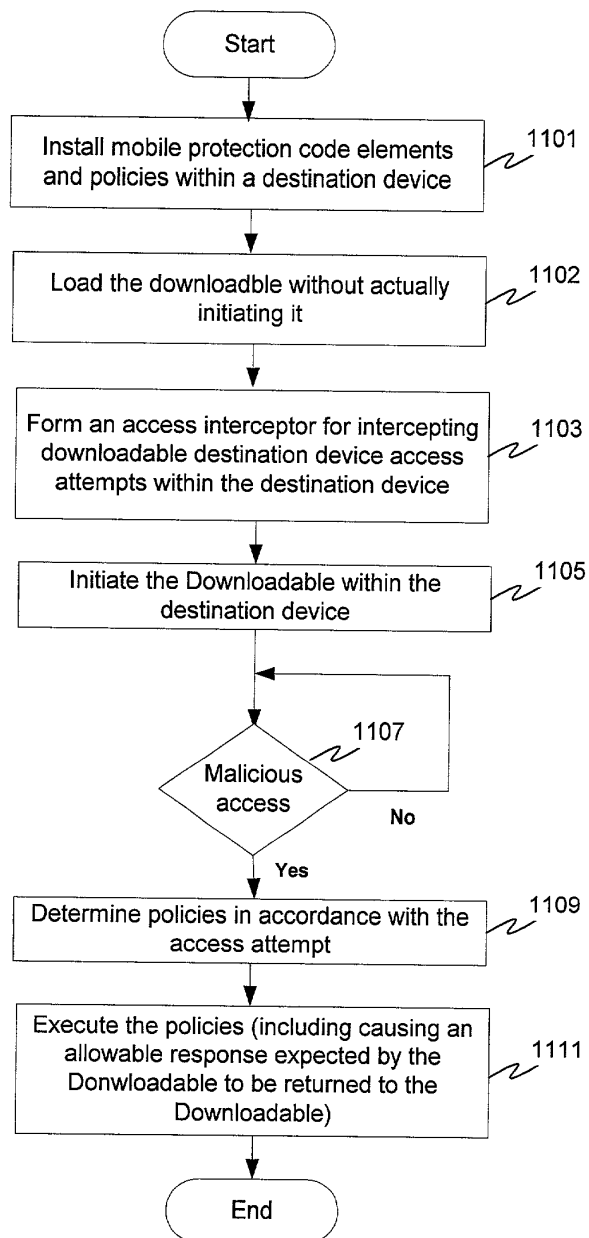 Start
Install mobile protection code elements
and policies within a destination device
1101
Load the downloadble without actually
initiating it
1102
Form an access interceptor for intercepting
downloadable destination device access
attempts within the destination device
1103
Initiate the Downloadable within the
destination device
1105
1107
Malicious
access
No
Yes
Determine policies in accordance with the
access attempt
1109
Execute the policies (including causing an
allowable response expected by the
Donwloadable to be returned to the
Downloadable)
1111
End